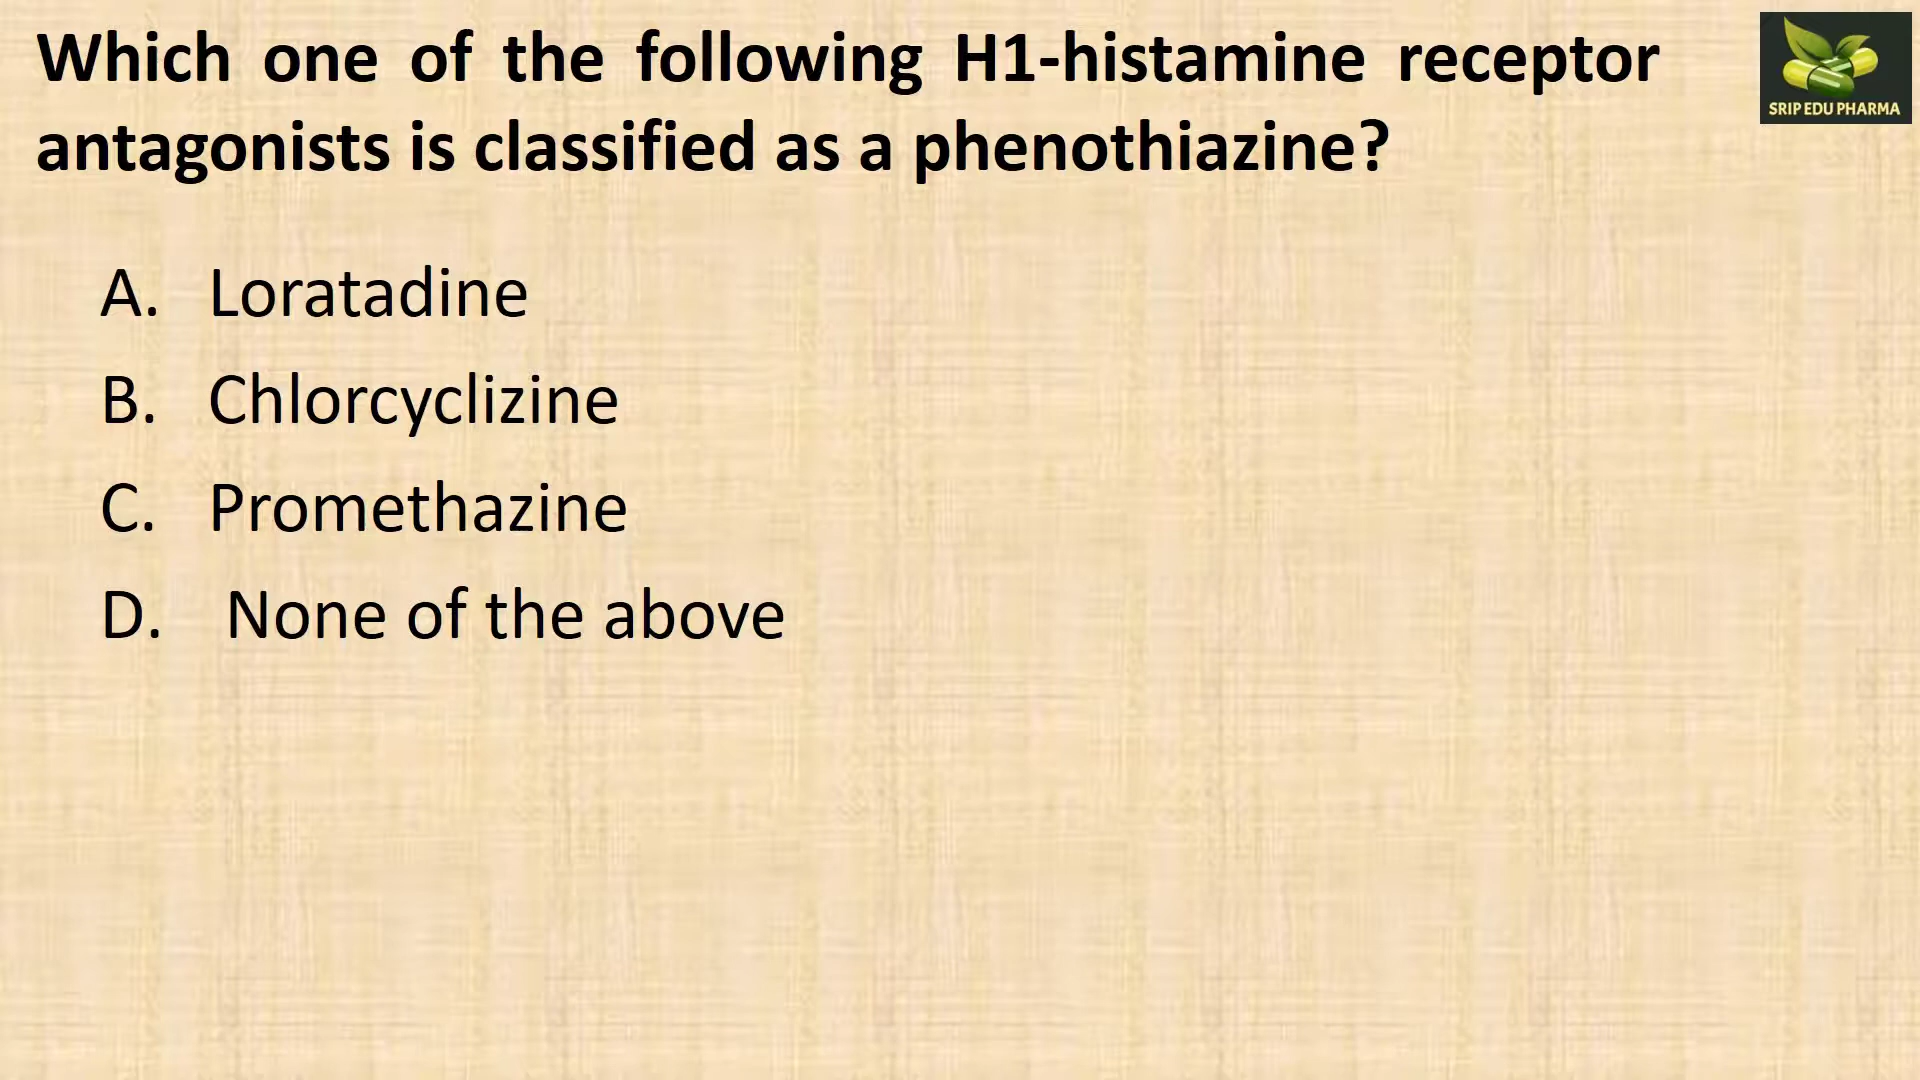 Which one of the following H1-histamine receptor
antagonists is classified as a phenothiazine?
SRIP EDU PHARMA
A. Loratadine
B. Chlorcyclizine
C. Promethazine
D. None of the above